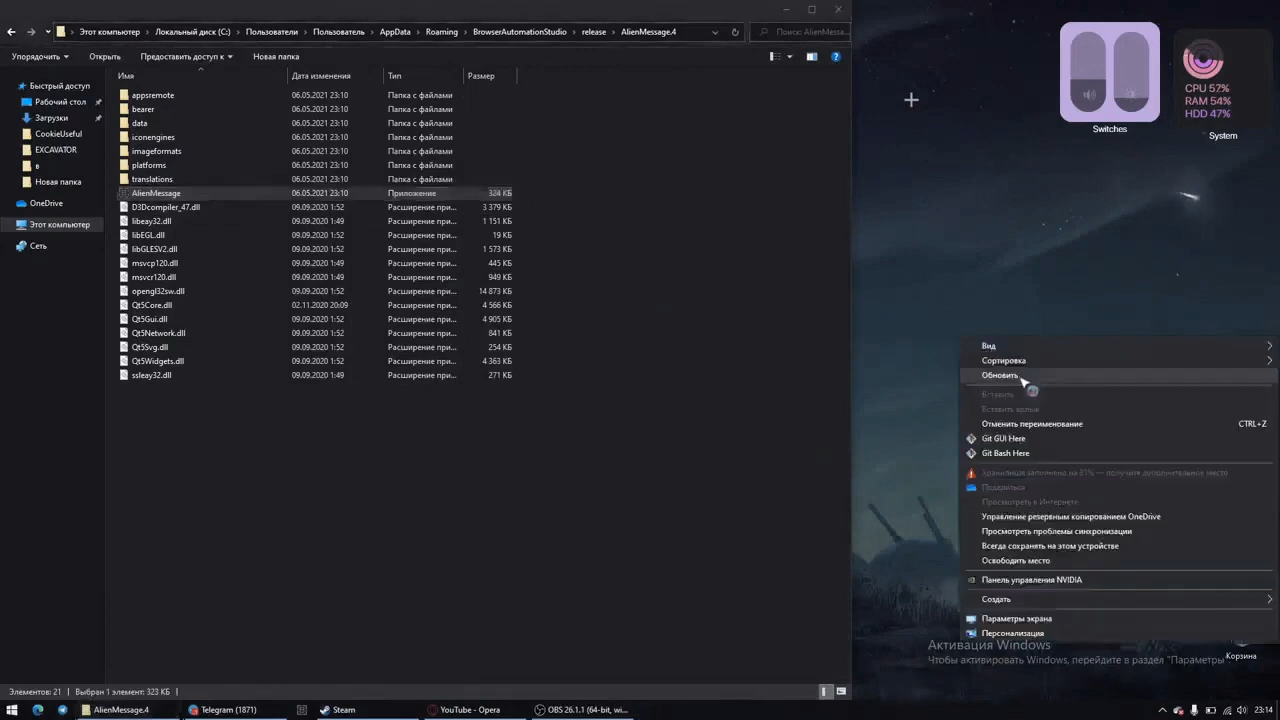 Этот компьютер
Локальный диск (C:)
Пользователи
Пользователь
AppData
Roaming
BrowserAutomationStudio
release
AlienMessage.4
Поиск: AlienMessa...
Упорядочить
Открыть
Предоставить доступ к
Новая папка
Имя
Дата изменения
Тип
Размер
Быстрый доступ
Рабочий стол
Загрузки
CookieUseful
EXCAVATOR
в
Новая папка
OneDrive
Этот компьютер
Сеть
appsremote 06.05.2021 23:10 Папка с файлами
bearer 06.05.2021 23:10 Папка с файлами
data 06.05.2021 23:10 Папка с файлами
iconengines 06.05.2021 23:10 Папка с файлами
imageformats 06.05.2021 23:10 Папка с файлами
platforms 06.05.2021 23:10 Папка с файлами
translations 06.05.2021 23:10 Папка с файлами
AlienMessage 06.05.2021 23:10 Приложение 324 КБ
D3Dcompiler_47.dll 09.09.2020 1:52 Расширение при... 3 379 КБ
libeay32.dll 09.09.2020 1:49 Расширение при... 1 151 КБ
libEGL.dll 09.09.2020 1:52 Расширение при... 19 КБ
libGLESV2.dll 09.09.2020 1:52 Расширение при... 1 573 КБ
msvcp120.dll 09.09.2020 1:49 Расширение при... 445 КБ
msvcr120.dll 09.09.2020 1:49 Расширение при... 949 КБ
opengl32sw.dll 09.09.2020 1:52 Расширение при... 14 873 КБ
Qt5Core.dll 02.11.2020 20:09 Расширение при... 4 566 КБ
Qt5Gui.dll 09.09.2020 1:52 Расширение при... 4 905 КБ
Qt5Network.dll 09.09.2020 1:52 Расширение при... 841 КБ
Qt5Svg.dll 09.09.2020 1:52 Расширение при... 254 КБ
Qt5Widgets.dll 09.09.2020 1:52 Расширение при... 4 363 КБ
ssleay32.dll 09.09.2020 1:49 Расширение при... 271 КБ
Элементов: 21
Выбран 1 элемент: 323 КБ
Switches
CPU 52%
RAM 54%
HDD 47%
System
Вид
Сортировка
Обновить
Вставить
Вставить ярлык
Отменить переименование CTRL+Z
Git GUI Here
Git Bash Here
Хранилище заполнено на 81% — получите дополнительное место
Поделиться
Просмотреть в Интернете
Управление резервным копированием OneDrive
Просмотреть проблемы синхронизации
Всегда сохранять на этом устройстве
Освободить место
Панель управления NVIDIA
Создать
Параметры экрана
Персонализация
Активация Windows
Чтобы активировать Windows, перейдите в раздел "Параметры".
Корзина
AlienMessage.4
Telegram (1871)
Steam
YouTube - Opera
OBS 26.1.1 (64-bit, wi...
23:14